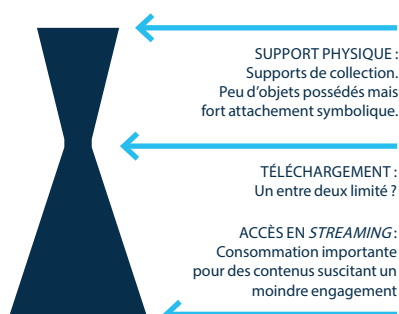 SUPPORT PHYSIQUE :
Supports de collection.
Peu d’objets possédés mais
fort attachement symbolique.
TÉLÉCHARGEMENT :
Un entre deux limité ?
ACCÈS EN STREAMING :
Consommation importante
pour des contenus suscitant un
moindre engagement